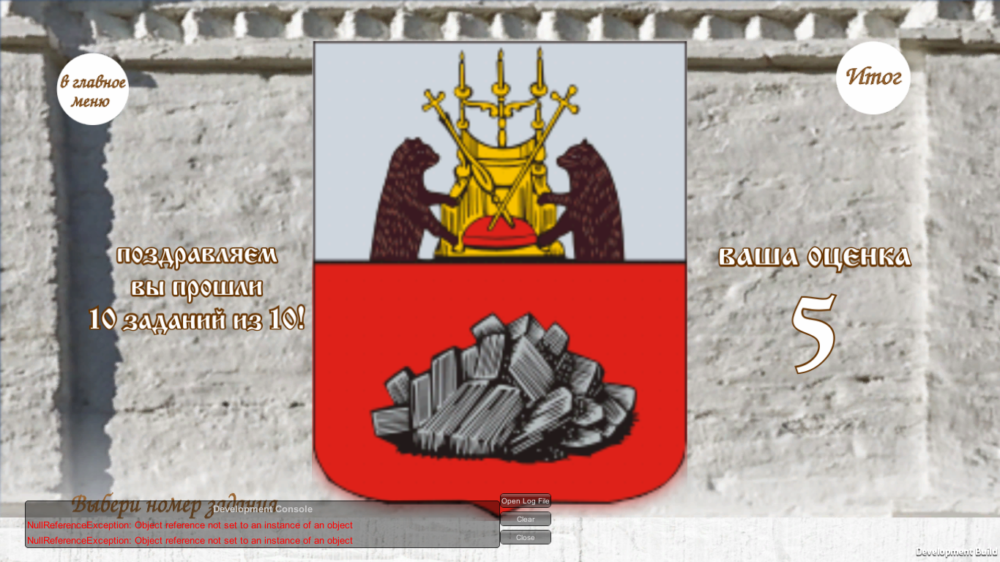 в главное
меню
Итог
поздравляем
вы прошли
10 заданий из 10!
ваша оценка
5
Выбери номер задания
Development Console
NullReferenceException: Object reference not set to an instance of an object
NullReferenceException: Object reference not set to an instance of an object
Open Log File
Clear
Close
Development Build